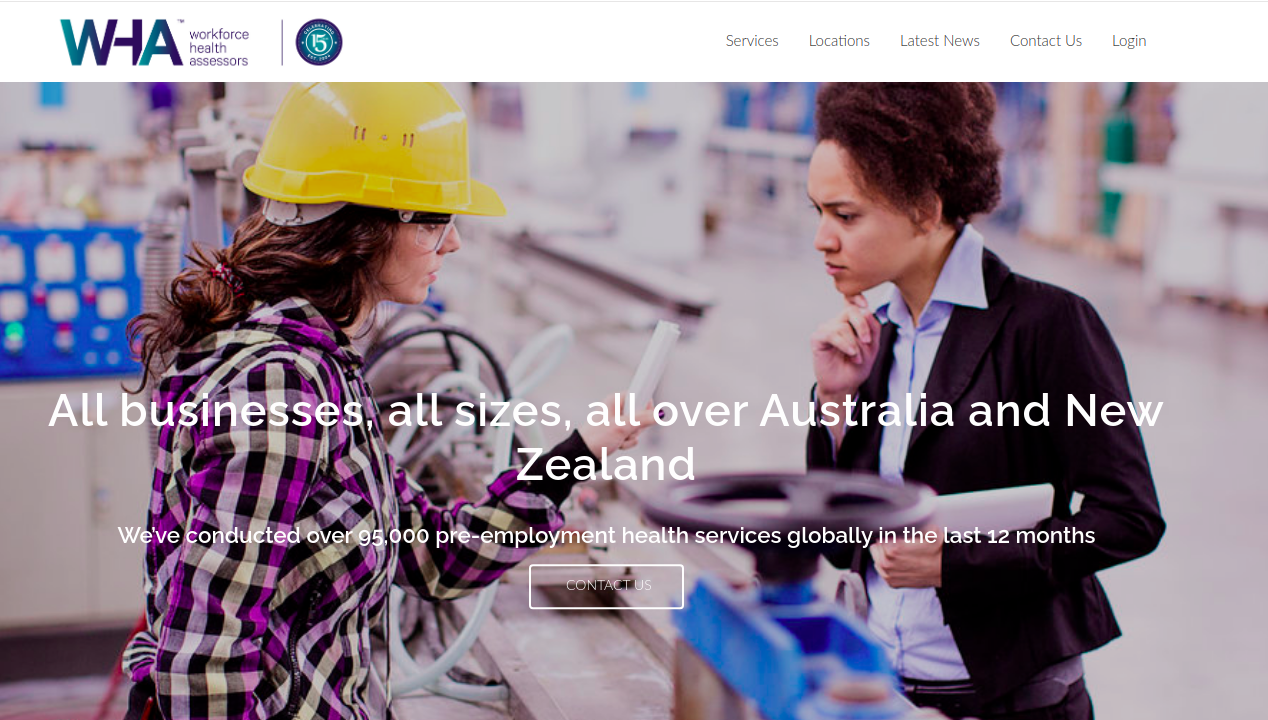 WHA™ workforce
health
assessors
CELEBRATING
15
Services Locations Latest News Contact Us Login
All businesses, all sizes, all over Australia and New
Zealand
We've conducted over 95,000 pre-employment health services globally in the last 12 months
CONTACT US